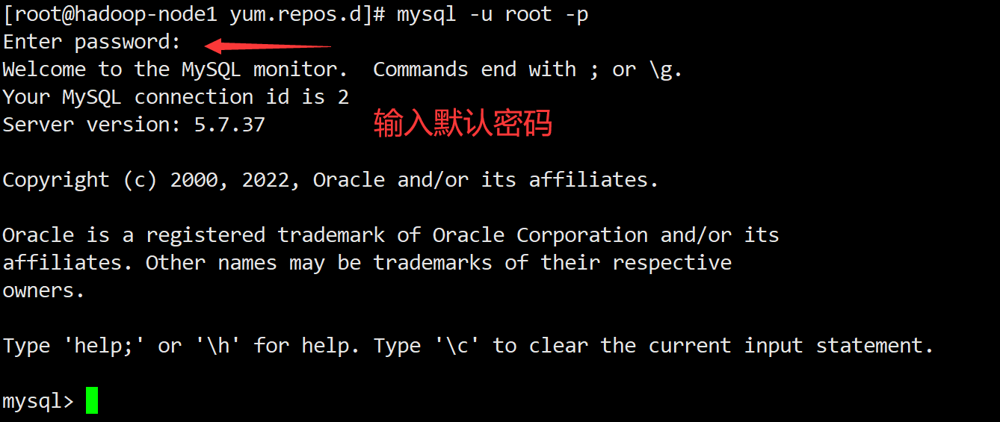 [root@hadoop-node1 yum.repos.d]# mysql -u root -p
Enter password:
Welcome to the MySQL monitor.  Commands end with ; or \g.
Your MySQL connection id is 2
Server version: 5.7.37
输入默认密码
Copyright (c) 2000, 2022, Oracle and/or its affiliates.
Oracle is a registered trademark of Oracle Corporation and/or its
affiliates. Other names may be trademarks of their respective
owners.
Type 'help;' or '\h' for help. Type '\c' to clear the current input statement.
mysql>